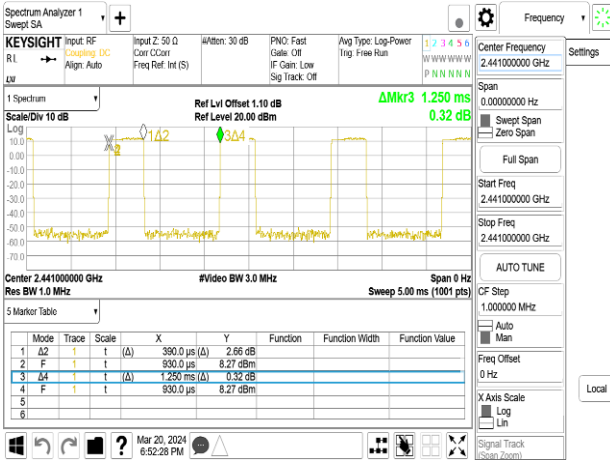 Spectrum Analyzer 1
Swept SA
Frequency
KEYSIGHT
RL
Input: RF
Coupling: DC
Align: Auto
Input Z: 50 Ω
Corr CCorr
Freq Ref: Int (S)
#Atten: 30 dB
PNO: Fast
Gate: Off
IF Gain: Low
Sig Track: Off
Avg Type: Log-Power
Trig: Free Run
1 2 3 4 5 6
W W W W W W
P N N N N N
Center Frequency
2.441000000 GHz
Settings
Span
0.00000000 Hz
Swept Span
Zero Span
Full Span
Start Freq
2.441000000 GHz
Stop Freq
2.441000000 GHz
AUTO TUNE
CF Step
1.000000 MHz
Auto
Man
Freq Offset
0 Hz
X Axis Scale
Log
Lin
Signal Track
(Span Zoom)
Local
1 Spectrum
Scale/Div 10 dB
Ref Lvl Offset 1.10 dB
Ref Level 20.00 dBm
ΔMkr3 1.250 ms
0.32 dB
Log
10.0
0.00
-10.0
-20.0
-30.0
-40.0
-50.0
-60.0
-70.0
X2
1Δ2
3Δ4
Center 2.441000000 GHz
Res BW 1.0 MHz
#Video BW 3.0 MHz
Span 0 Hz
Sweep 5.00 ms (1001 pts)
5 Marker Table
Mode Trace Scale X Y Function Function Width Function Value
1 Δ2 1 t (Δ) 390.0 µs (Δ) 2.66 dB
2 F 1 t 930.0 µs 8.27 dBm
3 Δ4 1 t (Δ) 1.250 ms (Δ) 0.32 dB
4 F 1 t 930.0 µs 8.27 dBm
5
6
Mar 20, 2024
6:52:28 PM